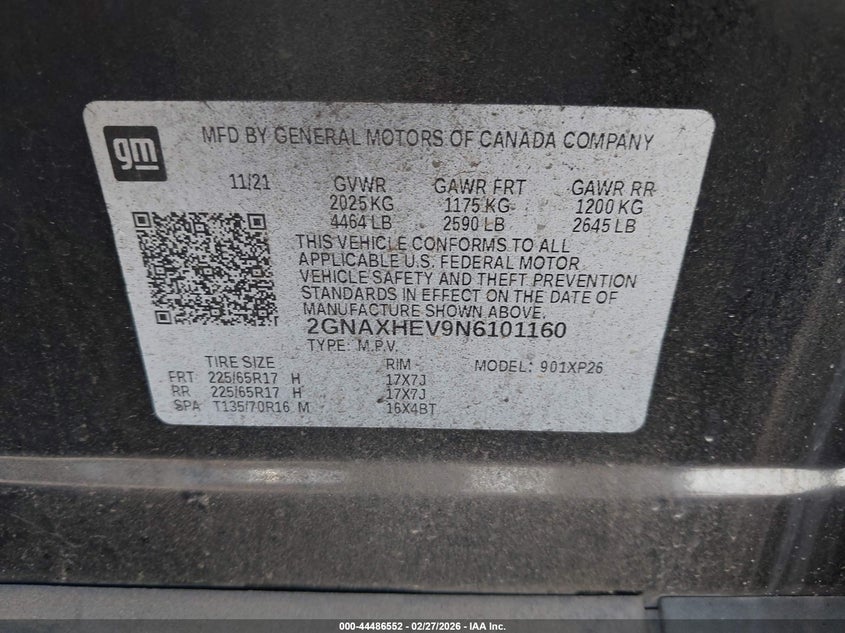 gm
MFD BY GENERAL MOTORS OF CANADA COMPANY
11/21 GVWR GAWR FRT GAWR RR
2025 KG 1175 KG 1200 KG
4464 LB 2590 LB 2645 LB
THIS VEHICLE CONFORMS TO ALL
APPLICABLE U.S. FEDERAL MOTOR
VEHICLE SAFETY AND THEFT PREVENTION
STANDARDS IN EFFECT ON THE DATE OF
MANUFACTURE SHOWN ABOVE.
2GNAXHEV9N6101160
TYPE: M.P.V.
TIRE SIZE RIM MODEL: 901XP26
FRT 225/65R17 H 17X7J
RR 225/65R17 H 17X7J
SPA T135/70R16 M 16X4BT
000-44486552 — 02/27/2026 — IAA Inc.